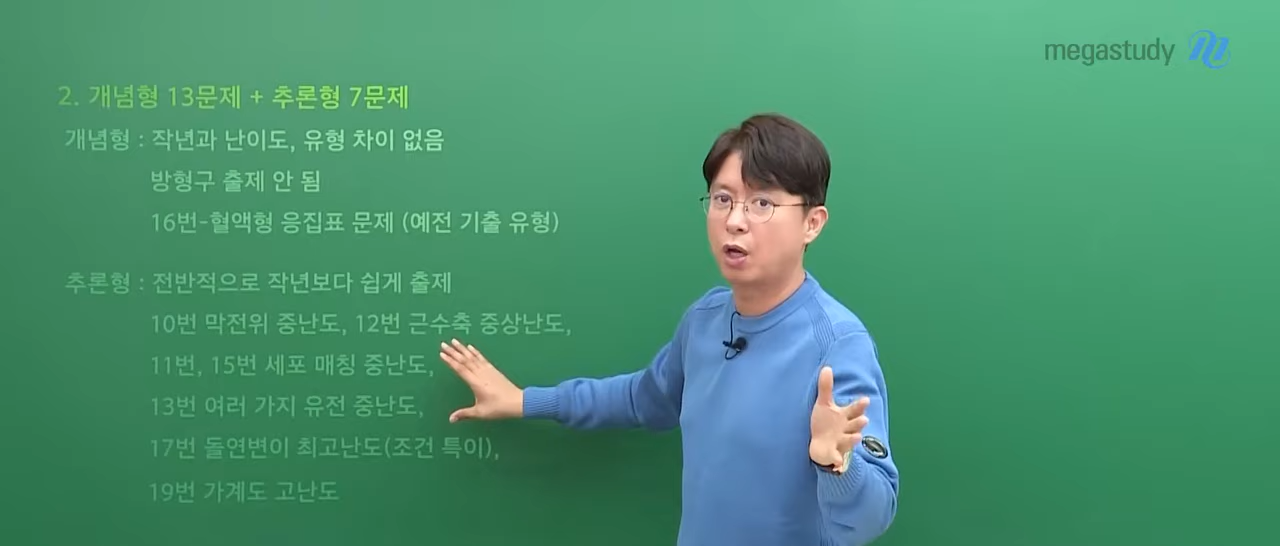 megastudy
2. 개념형 13문제 + 추론형 7문제
개념형 : 작년과 난이도, 유형 차이 없음
방형구 출제 안 됨
16번-혈액형 응집표 문제 (예전 기출 유형)
추론형 : 전반적으로 작년보다 쉽게 출제
10번 막전위 중난도, 12번 근수축 중상난도,
11번, 15번 세포 매칭 중난도,
13번 여러 가지 유전 중난도,
17번 돌연변이 최고난도(조건 특이),
19번 가계도 고난도